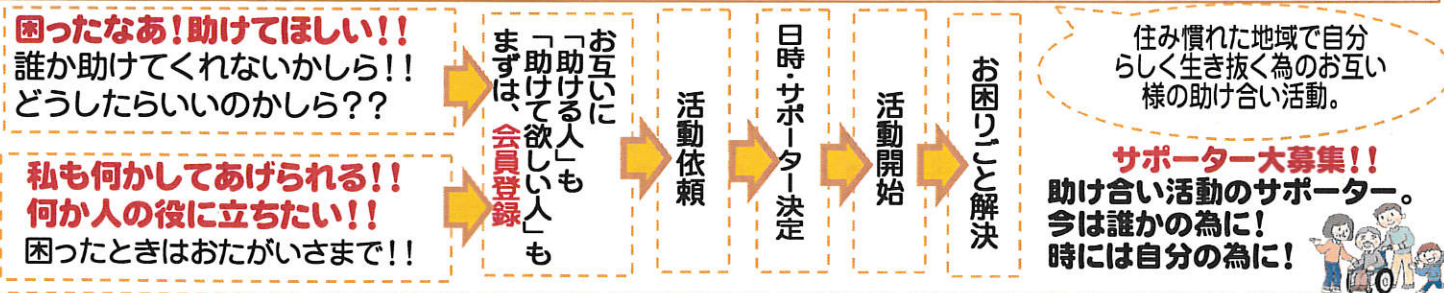 困ったなあ！助けてほしい！！
誰か助けてくれないかしら！！
どうしたらいいのかしら？？
私も何かしてあげられる！！
何か人の役に立ちたい！！
困ったときはおたがいさまで！！
お互いに
「助ける人」も
「助けて欲しい人」も
まずは、会員登録
活動依頼
日時・サポーター決定
活動開始
お困りごと解決
住み慣れた地域で自分
らしく生き抜く為のお互い
様の助け合い活動。
サポーター大募集！！
助け合い活動のサポーター。
今は誰かの為に！
時には自分の為に！